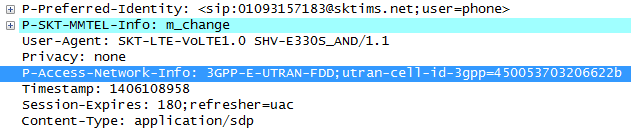 P-Preferred-Identity: <sip:01093157183@sktims.net;user=phone>
P-SKT-MMTEL-Info: m_change
User-Agent: SKT-LTE-VoLTE1.0 SHV-E330S_AND/1.1
Privacy: none
P-Access-Network-Info: 3GPP-E-UTRAN-FDD;utran-cell-id-3gpp=450053703206622b
Timestamp: 1406108958
Session-Expires: 180;refresher=uac
Content-Type: application/sdp